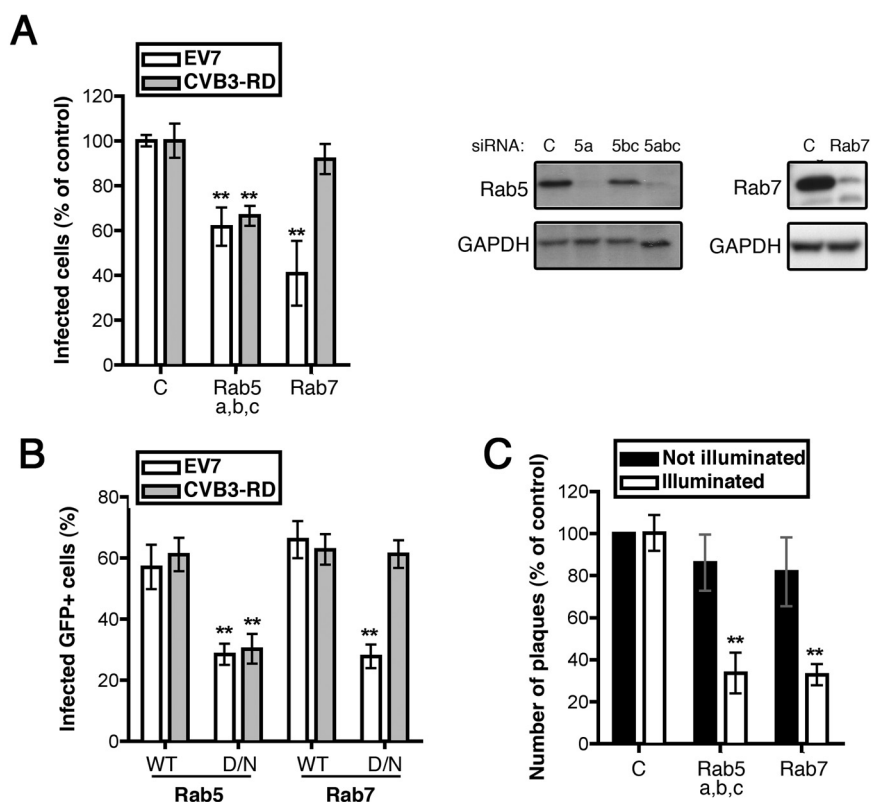 A
EV7
CVB3-RD
Infected cells (% of control)
120
100
80
60
40
20
0
** ** **
C Rab5 a,b,c Rab7
siRNA: C 5a 5bc 5abc
Rab5
GAPDH
C Rab7
Rab7
GAPDH
B
EV7
CVB3-RD
Infected GFP+ cells (%)
80
60
40
20
0
** ** **
WT D/N WT D/N
Rab5 Rab7
C
Not illuminated
Illuminated
Number of plaques (% of control)
120
100
80
60
40
20
0
** **
C Rab5 a,b,c Rab7